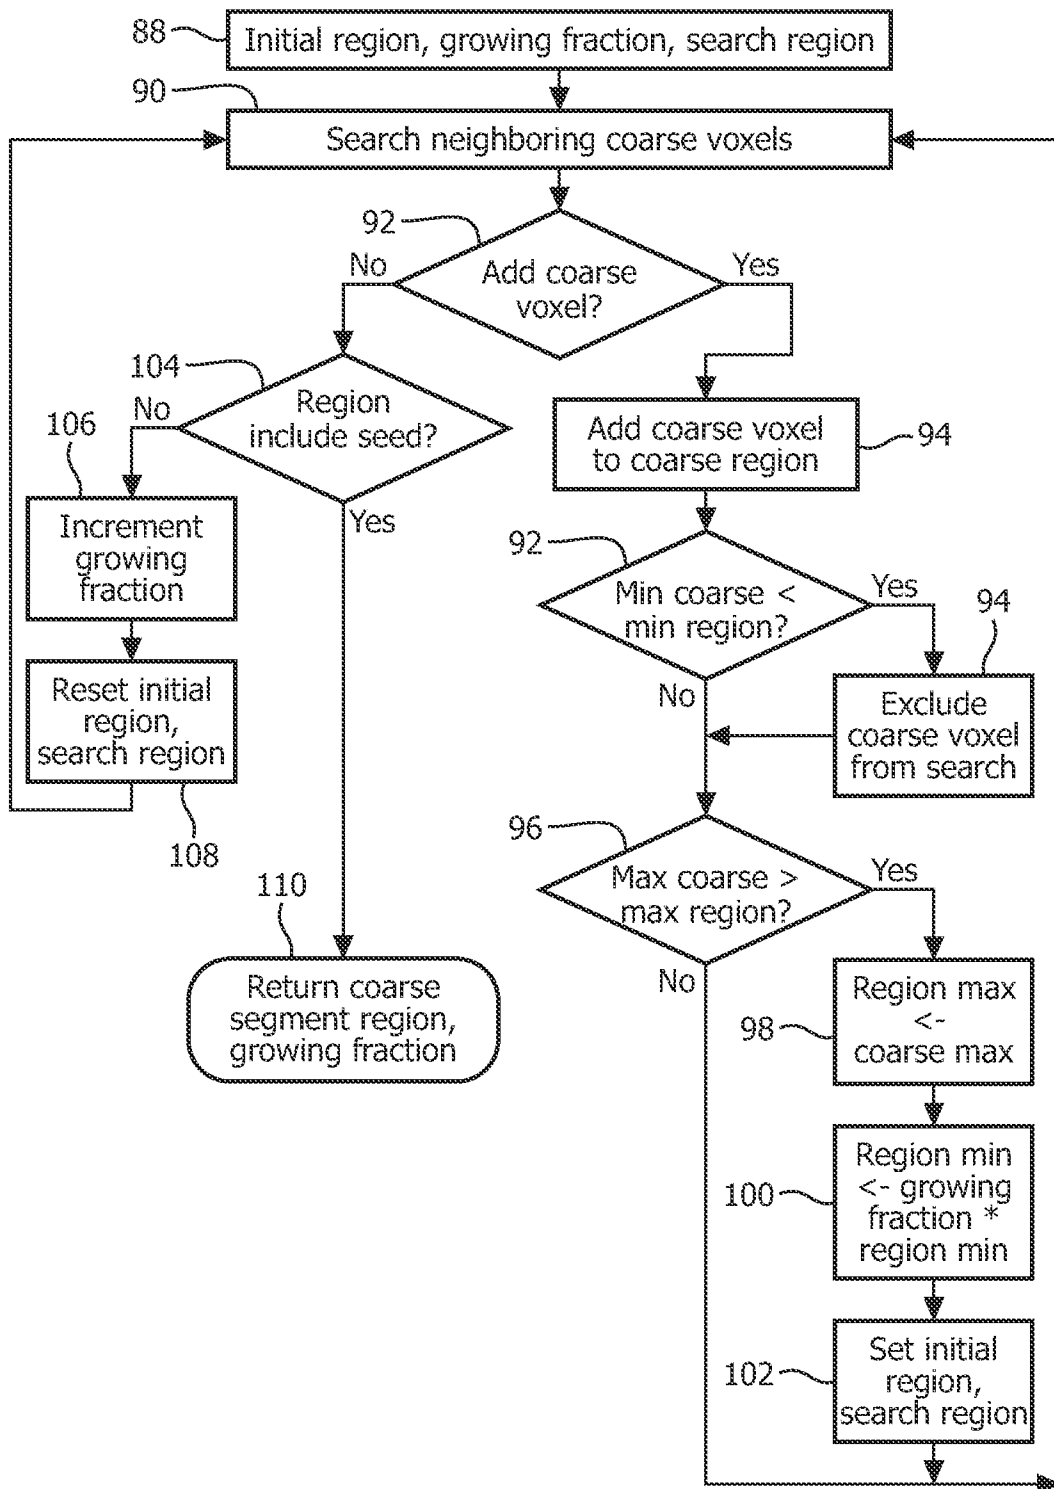 88
Initial region, growing fraction, search region
90
Search neighboring coarse voxels
92
No
Add coarse
voxel?
Yes
104
No
Region
include seed?
Yes
106
Increment
growing
fraction
Reset initial
region,
search region
108
110
Return coarse
segment region,
growing fraction
Add coarse voxel
to coarse region
94
92
Min coarse <
min region?
Yes
No
94
Exclude
coarse voxel
from search
96
Max coarse >
max region?
Yes
No
98
Region max
<-
coarse max
100
Region min
<- growing
fraction *
region min
102
Set initial
region,
search region